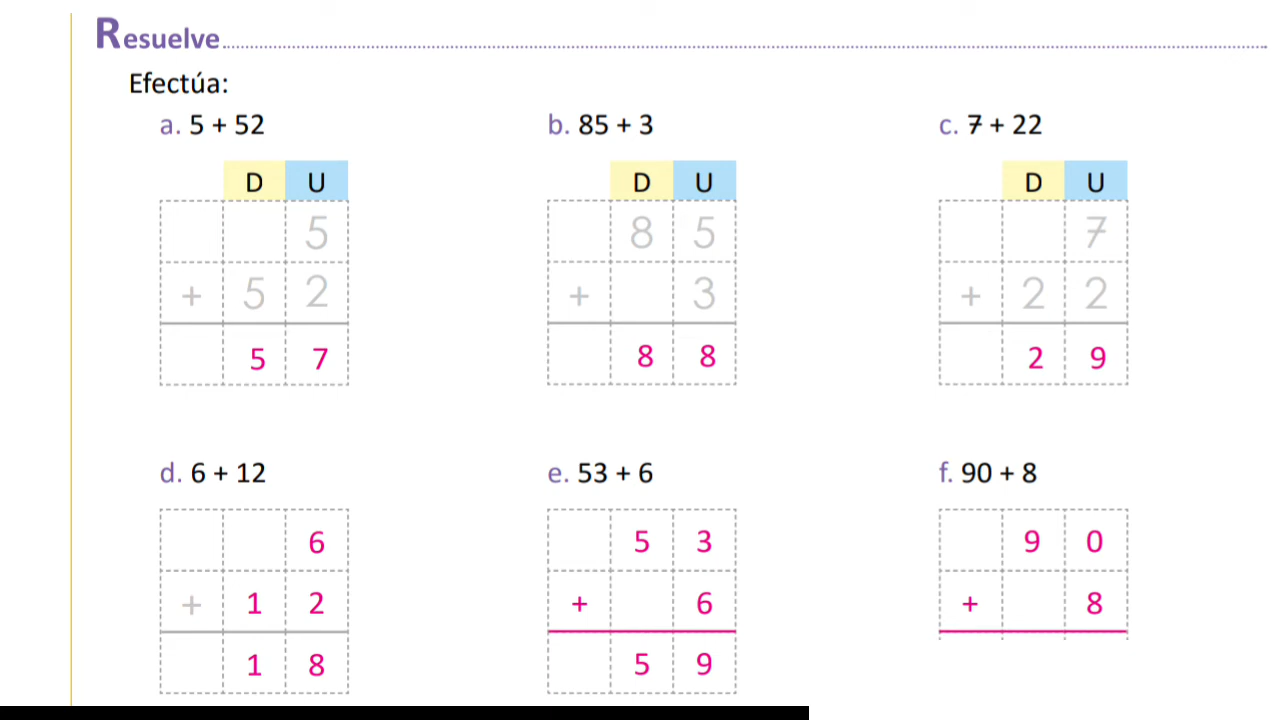 Resuelve
Efectúa:
a. 5 + 52
b. 85 + 3
c. 7 + 22
D U
5
+ 5 2
5 7
D U
8 5
+ 3
8 8
D U
7
+ 2 2
2 9
d. 6 + 12
e. 53 + 6
f. 90 + 8
6
+ 1 2
1 8
5 3
+ 6
5 9
9 0
+ 8